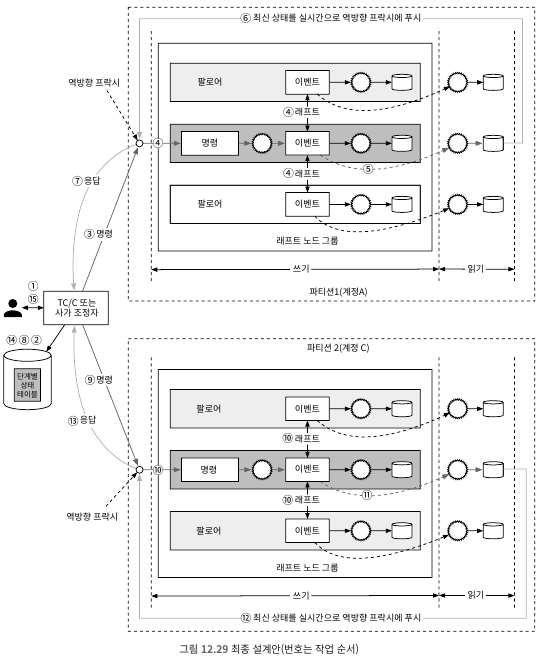 ⑥ 최신 상태를 실시간으로 역방향 프락시에 푸시
역방향 프락시
팔로어
이벤트
④ 래프트
④
명령
이벤트
⑤
④ 래프트
⑦ 응답
팔로어
이벤트
③ 명령
래프트 노드 그룹
쓰기
읽기
파티션1(계정A)
①
⑮
TC/C 또는
사가 조정자
⑭ ⑧ ②
단계별
상태
테이블
파티션 2(계정 C)
⑨ 명령
팔로어
이벤트
⑬ 응답
⑩ 래프트
⑩
명령
이벤트
⑪
⑩ 래프트
역방향 프락시
팔로어
이벤트
래프트 노드 그룹
쓰기
읽기
⑫ 최신 상태를 실시간으로 역방향 프락시에 푸시
그림 12.29 최종 설계안(번호는 작업 순서)